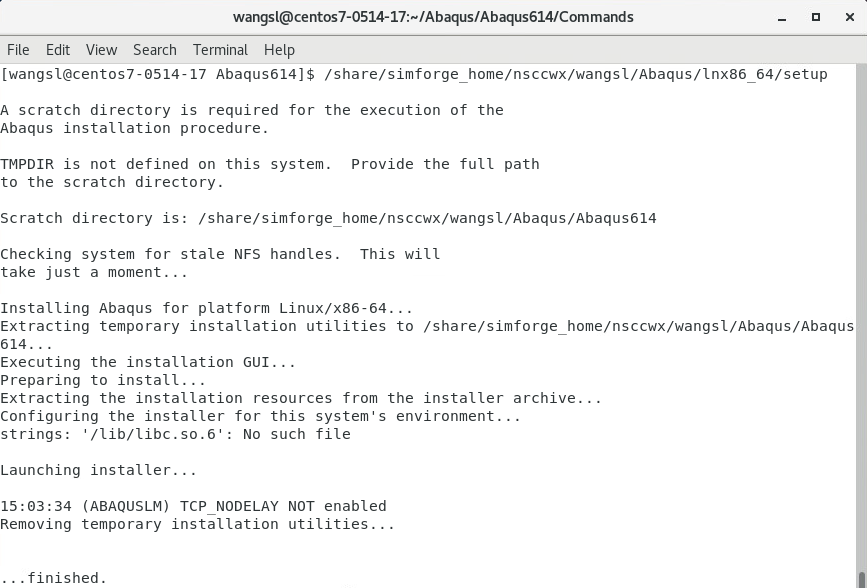 wangsl@centos7-0514-17:~/Abaqus/Abaqus614/Commands
File Edit View Search Terminal Help
[wangsl@centos7-0514-17 Abaqus614]$ /share/simforge_home/nsccwx/wangsl/Abaqus/lnx86_64/setup
A scratch directory is required for the execution of the
Abaqus installation procedure.
TMPDIR is not defined on this system.  Provide the full path
to the scratch directory.
Scratch directory is: /share/simforge_home/nsccwx/wangsl/Abaqus/Abaqus614
Checking system for stale NFS handles.  This will
take just a moment...
Installing Abaqus for platform Linux/x86-64...
Extracting temporary installation utilities to /share/simforge_home/nsccwx/wangsl/Abaqus/Abaqus
614...
Executing the installation GUI...
Preparing to install...
Extracting the installation resources from the installer archive...
Configuring the installer for this system's environment...
strings: '/lib/libc.so.6': No such file
Launching installer...
15:03:34 (ABAQUSLM) TCP_NODELAY NOT enabled
Removing temporary installation utilities...
...finished.